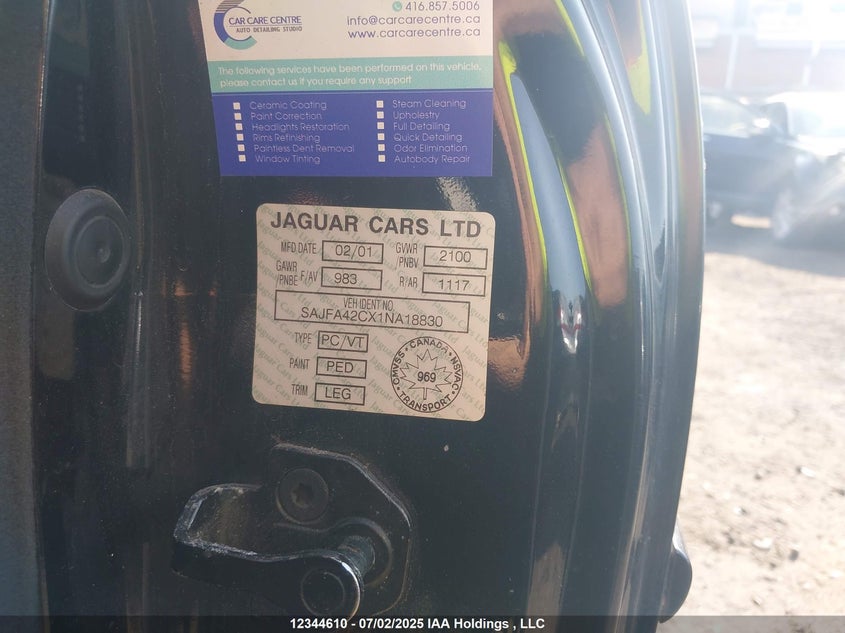 CAR CARE CENTRE
AUTO DETAILING STUDIO
416.857.5006
info@carcarecentre.ca
www.carcarecentre.ca
The following services have been performed on this vehicle,
please contact us if you require any support
Ceramic Coating
Paint Correction
Headlights Restoration
Rims Refinishing
Paintless Dent Removal
Window Tinting
Steam Cleaning
Upholestry
Full Detailing
Quick Detailing
Odor Elimination
Autobody Repair
JAGUAR CARS LTD
MFD DATE 02/01 GVWR PNBV 2100
GAWR PNBE F/AV 983 R/AR 1117
VEH IDENT NO.
SAJFA42CX1NA18830
TYPE PC/VT
PAINT PED
TRIM LEG
CANADA
CMVSS NSVAC
969
TRANSPORT
12344610 - 07/02/2025 IAA Holdings , LLC